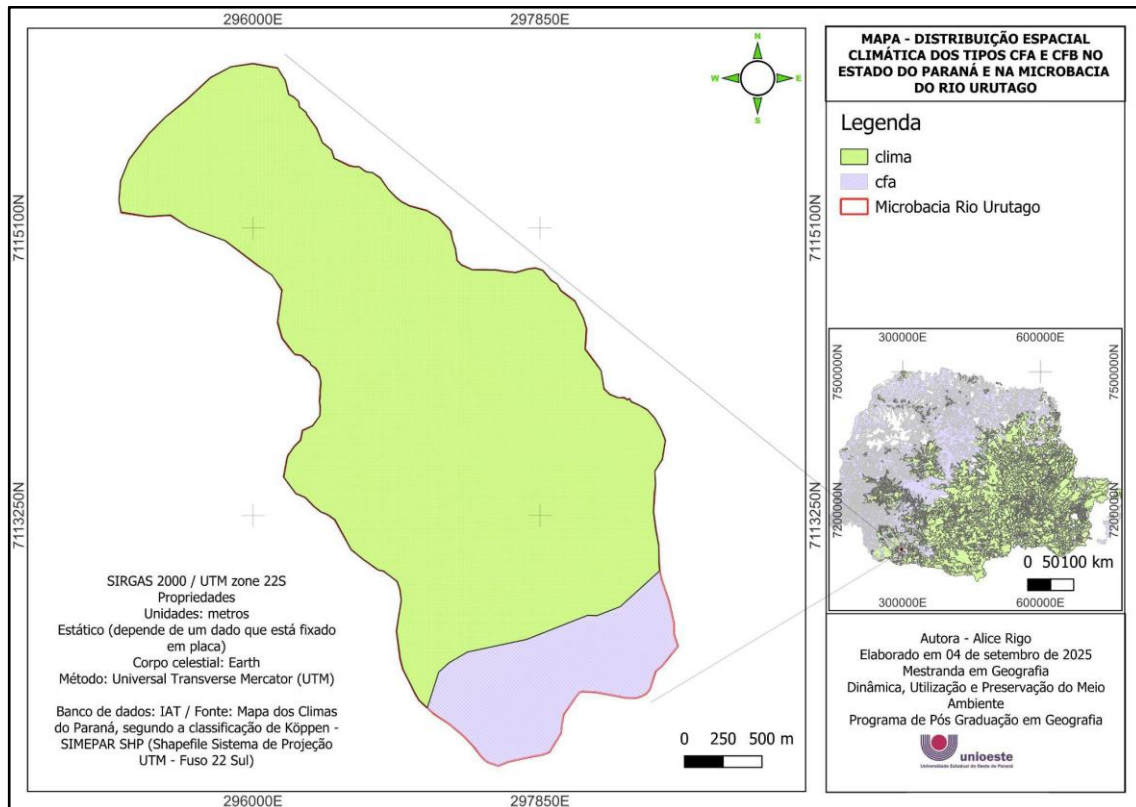 296000E
297850E
7115100N
7113250N
N
W
E
S
SIRGAS 2000 / UTM zone 22S
Propriedades
Unidades: metros
Estático (depende de um dado que está fixado
em placa)
Corpo celestial: Earth
Método: Universal Transverse Mercator (UTM)
Banco de dados: IAT / Fonte: Mapa dos Climas
do Paraná, segundo a classificação de Köppen -
SIMEPAR SHP (Shapefile Sistema de Projeção
UTM - Fuso 22 Sul)
0 250 500 m
7115100N
7113250N
296000E
297850E
MAPA - DISTRIBUIÇÃO ESPACIAL
CLIMÁTICA DOS TIPOS CFA E CFB NO
ESTADO DO PARANÁ E NA MICROBACIA
DO RIO URUTAGO
Legenda
clima
cfa
Microbacia Rio Urutago
300000E
600000E
7500000N
7200000N
7500000N
7200000N
0 50100 km
300000E
600000E
Autora - Alice Rigo
Elaborado em 04 de setembro de 2025
Mestranda em Geografia
Dinâmica, Utilização e Preservação do Meio
Ambiente
Programa de Pós Graduação em Geografia
unioeste
Universidade Estadual do Oeste do Paraná